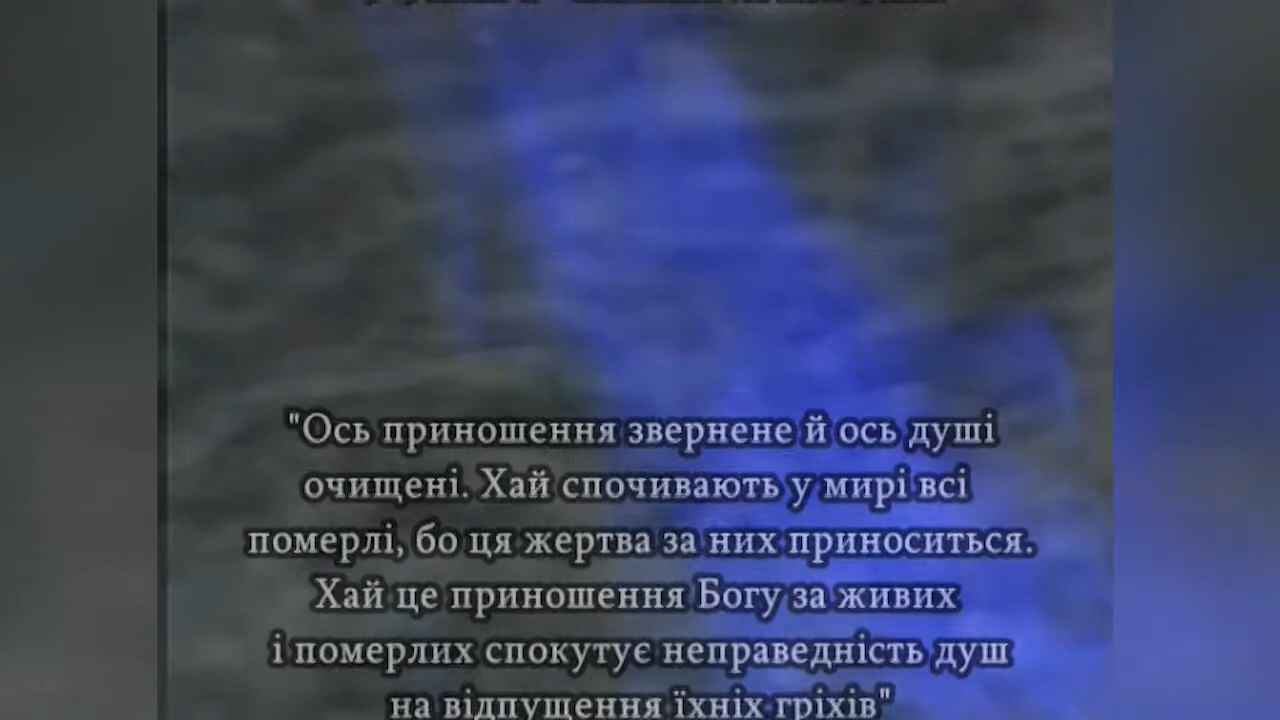 "Ось приношення звернене й ось душі
очищені. Хай спочивають у мирі всі
померлі, бо ця жертва за них приноситься.
Хай це приношення Богу за живих
і померлих спокутує неправедність душ
на відпущення їхніх гріхів"